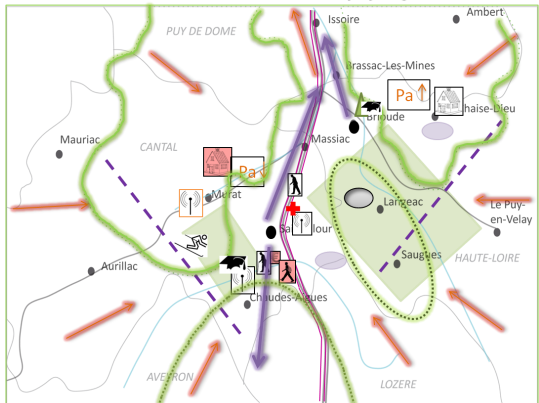 Ambert
Issoire
PUY DE DOME
Brassac-Les-Mines
Pa
Chaise-Dieu
Brioude
Mauriac
Massiac
CANTAL
Pa
Murat
Langeac
Le Puy-
en-Velay
HAUTE-LOIRE
Saugues
Aurillac
Chaudes-Aigues
AVEYRON
LOZERE